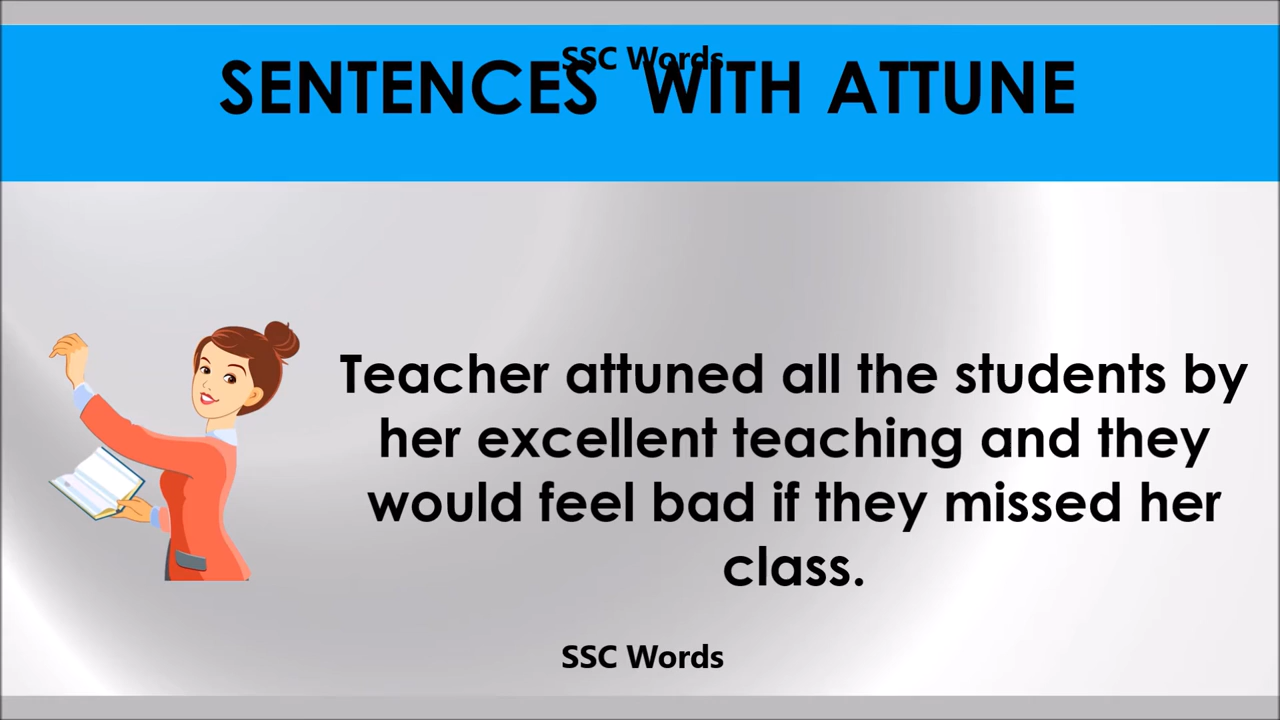 SSC Words
SENTENCES WITH ATTUNE
Teacher attuned all the students by
her excellent teaching and they
would feel bad if they missed her
class.
SSC Words